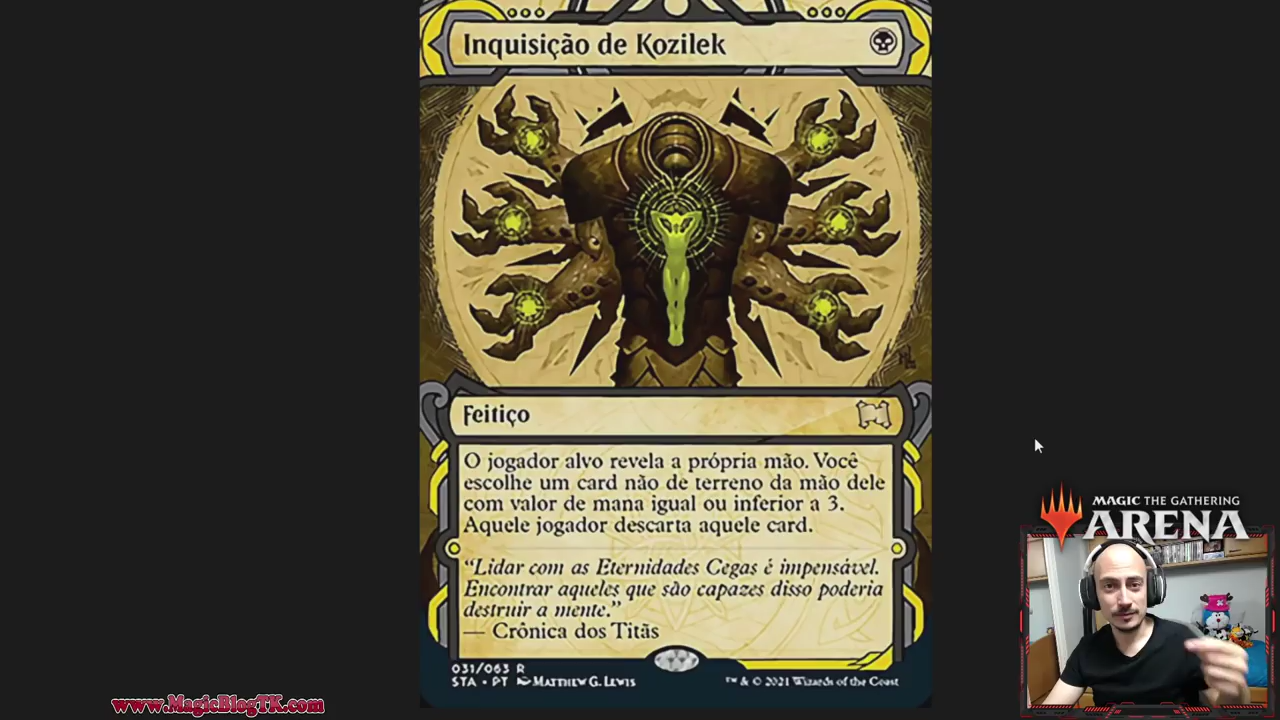 Inquisição de Kozilek
Feitiço
O jogador alvo revela a própria mão. Você
escolhe um card não de terreno da mão dele
com valor de mana igual ou inferior a 3.
Aquele jogador descarta aquele card.
“Lidar com as Eternidades Cegas é impensável.
Encontrar aqueles que são capazes disso poderia
destruir a mente.”
— Crônica dos Titãs
031/063 R
STA • PT Matthew G. Lewis
™ & © 2021 Wizards of the Coast
MAGIC THE GATHERING
ARENA
www.MagicBlogTK.com